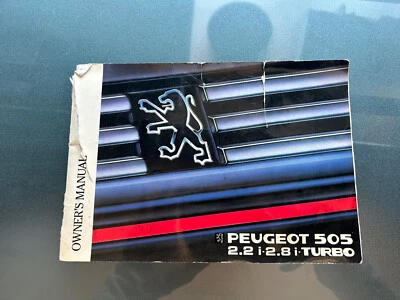 OWNER'S MANUAL
PEUGEOT 505
2.2 i·2.8 i·TURBO